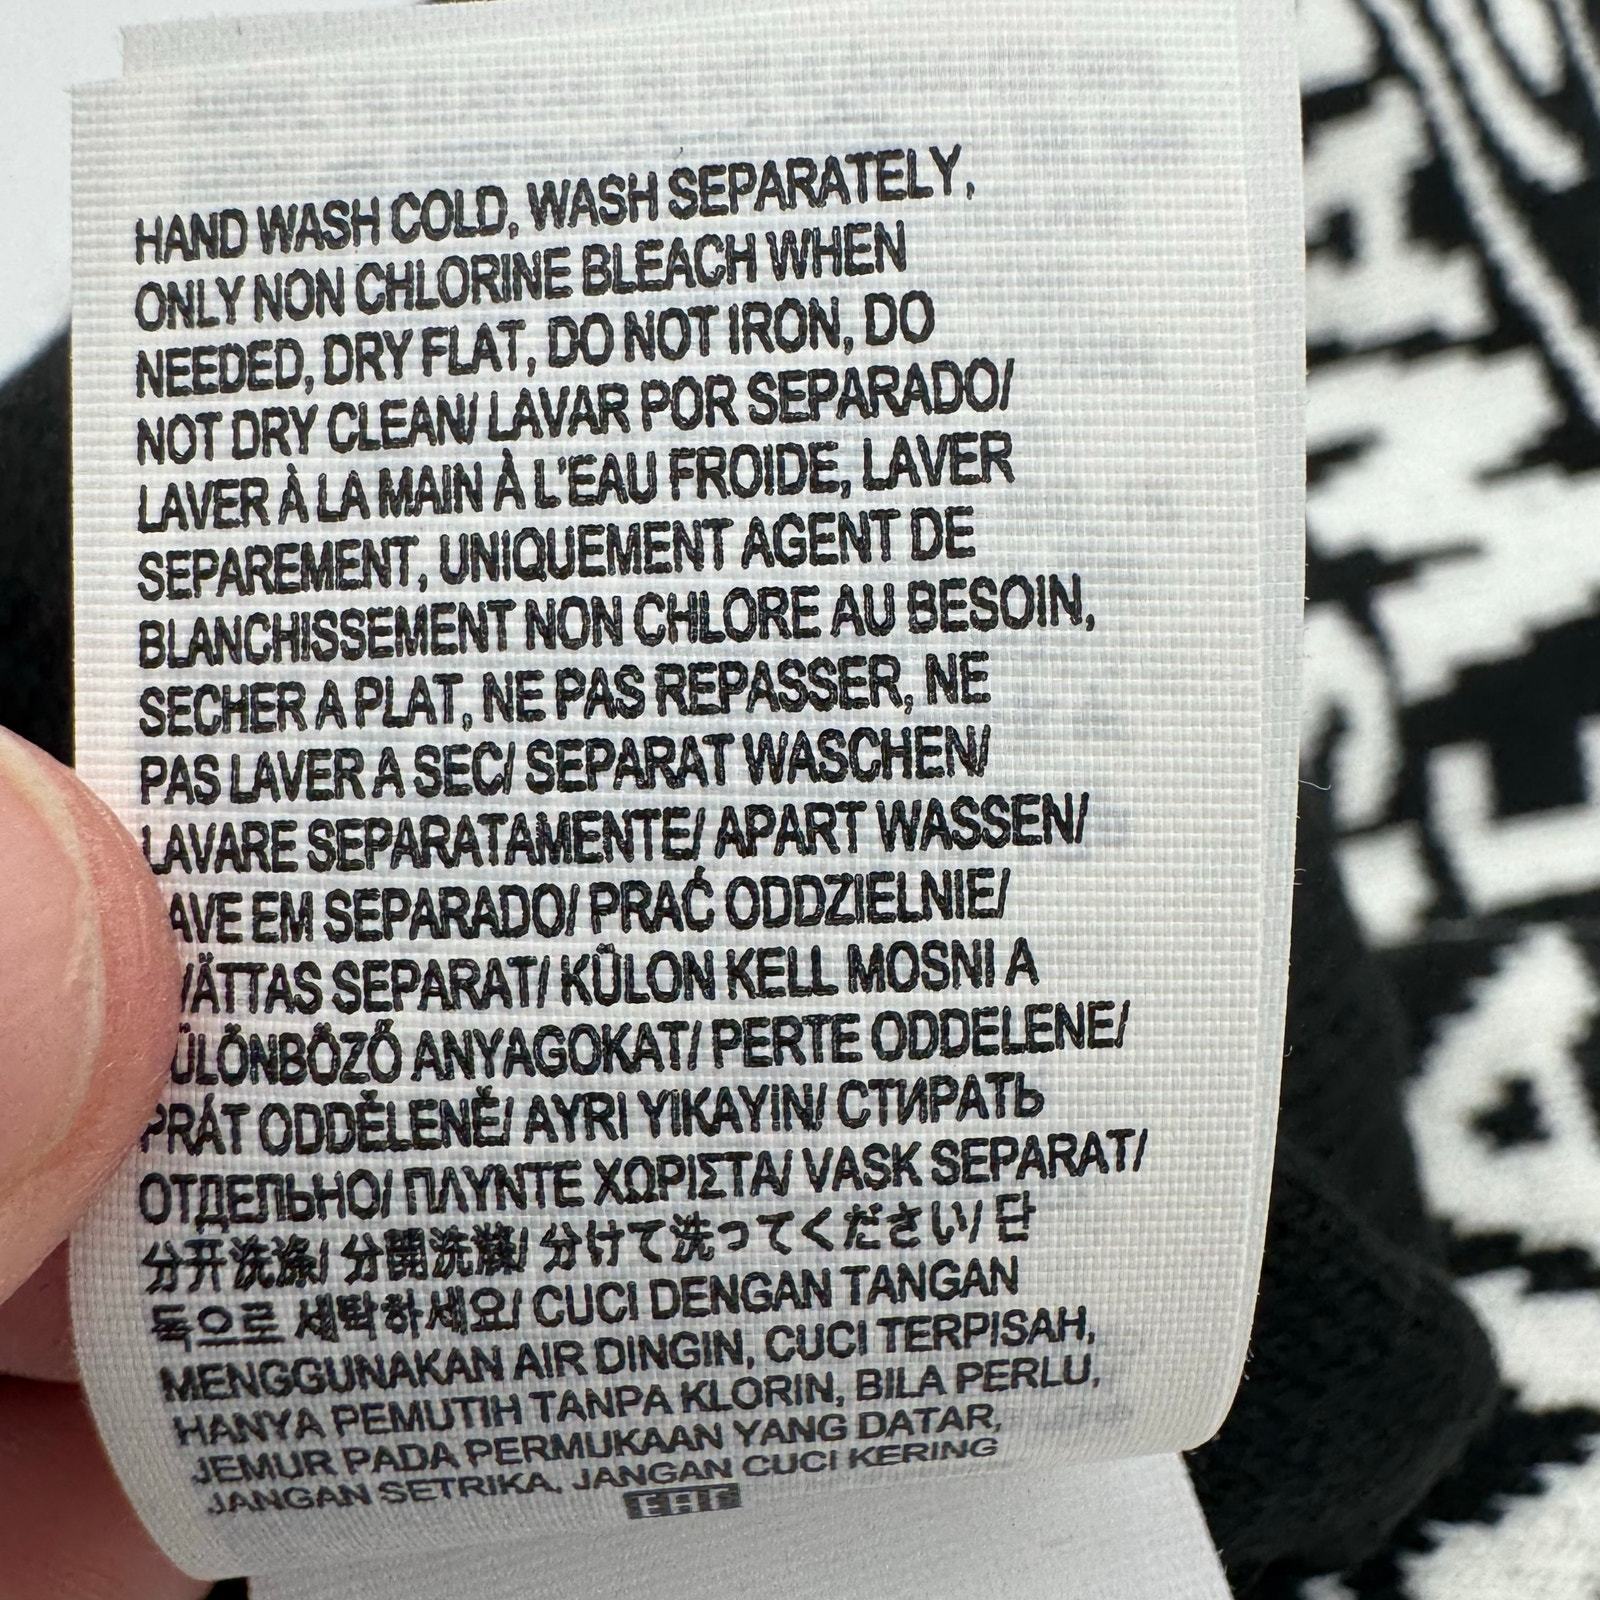 HAND WASH COLD, WASH SEPARATELY,
ONLY NON CHLORINE BLEACH WHEN
NEEDED, DRY FLAT, DO NOT IRON, DO
NOT DRY CLEAN/ LAVAR POR SEPARADO/
LAVER À LA MAIN À L'EAU FROIDE, LAVER
SEPAREMENT, UNIQUEMENT AGENT DE
BLANCHISSEMENT NON CHLORE AU BESOIN,
SECHER A PLAT, NE PAS REPASSER, NE
PAS LAVER A SEC/ SEPARAT WASCHEN/
LAVARE SEPARATAMENTE/ APART WASSEN/
AVE EM SEPARADO/ PRAĆ ODDZIELNIE/
VÄTTAS SEPARAT/ KŰLON KELL MOSNI A
ÜLÖNBÖZŐ ANYAGOKAT/ PERTE ODDELENE/
PRÁT ODDĚLENĚ/ AYRI YIKAYIN/ СТИРАТЬ
ОТДЕЛЬНО/ ΠΛΥΝΤΕ ΧΩΡΙΣΤΑ/ VASK SEPARAT/
分开洗涤/ 分開洗滌/ 分けて洗ってください/ 단
독으로 세탁하세요/ CUCI DENGAN TANGAN
MENGGUNAKAN AIR DINGIN, CUCI TERPISAH,
HANYA PEMUTIH TANPA KLORIN, BILA PERLU,
JEMUR PADA PERMUKAAN YANG DATAR,
JANGAN SETRIKA, JANGAN CUCI KERING
EAC